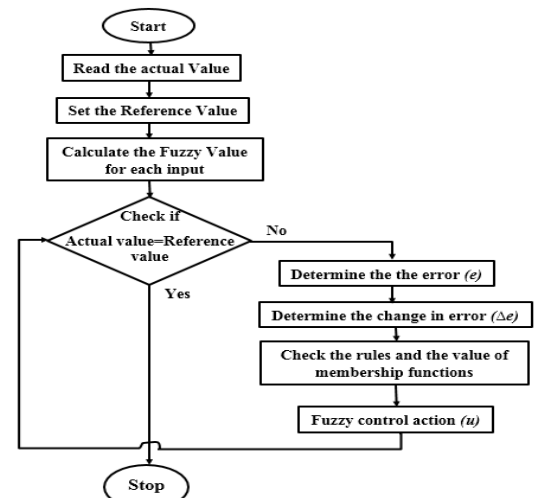 Start
Read the actual Value
Set the Reference Value
Calculate the Fuzzy Value
for each input
Check if
Actual value=Reference
value
No
Yes
Determine the the error (e)
Determine the change in error (Δe)
Check the rules and the value of
membership functions
Fuzzy control action (u)
Stop